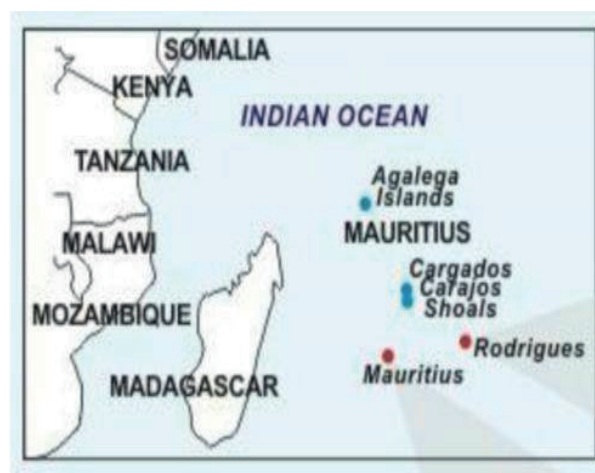 SOMALIA
KENYA
INDIAN OCEAN
TANZANIA
Agalega
Islands
MALAWI
MAURITIUS
Cargados
Carajos
Shoals
MOZAMBIQUE
Rodrigues
Mauritius
MADAGASCAR